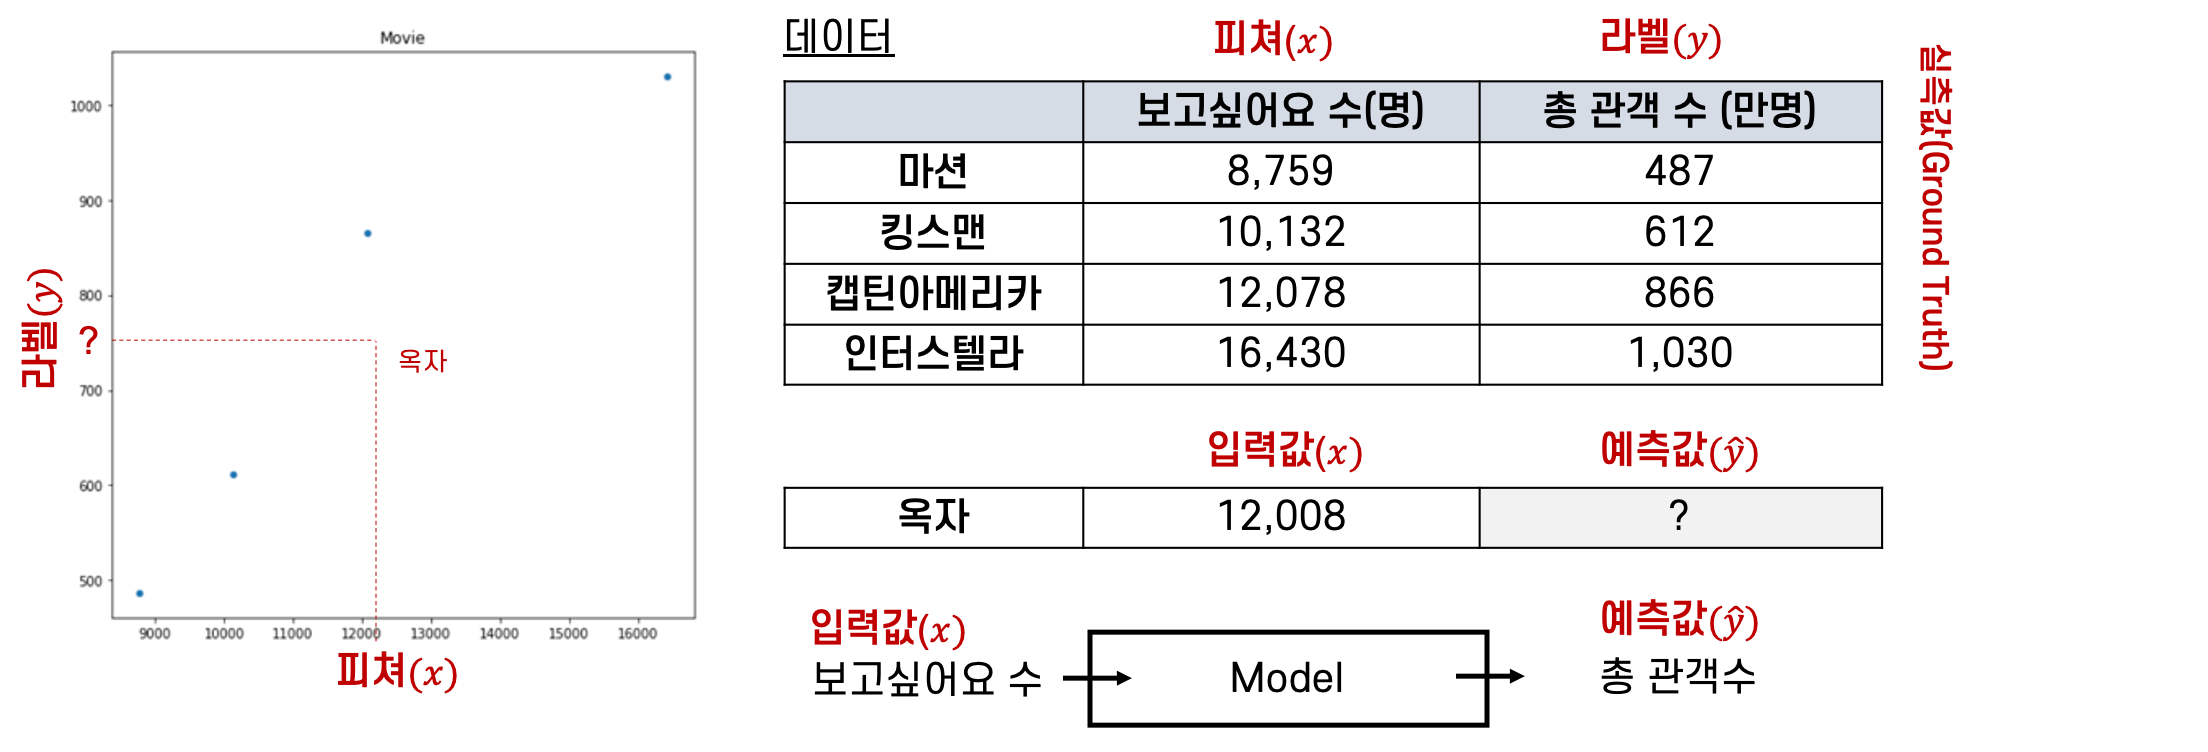 Movie
1000
900
800
700
600
500
라벨(y)
?
옥자
9000 10000 11000 12000 13000 14000 15000 16000
피쳐(x)
데이터 피쳐(x) 라벨(y)
보고싶어요 수(명) 총 관객 수 (만명)
마션 8,759 487
킹스맨 10,132 612
캡틴아메리카 12,078 866
인터스텔라 16,430 1,030
실측값(Ground Truth)
입력값(x) 예측값(ŷ)
옥자 12,008 ?
입력값(x) 예측값(ŷ)
보고싶어요 수 Model 총 관객수